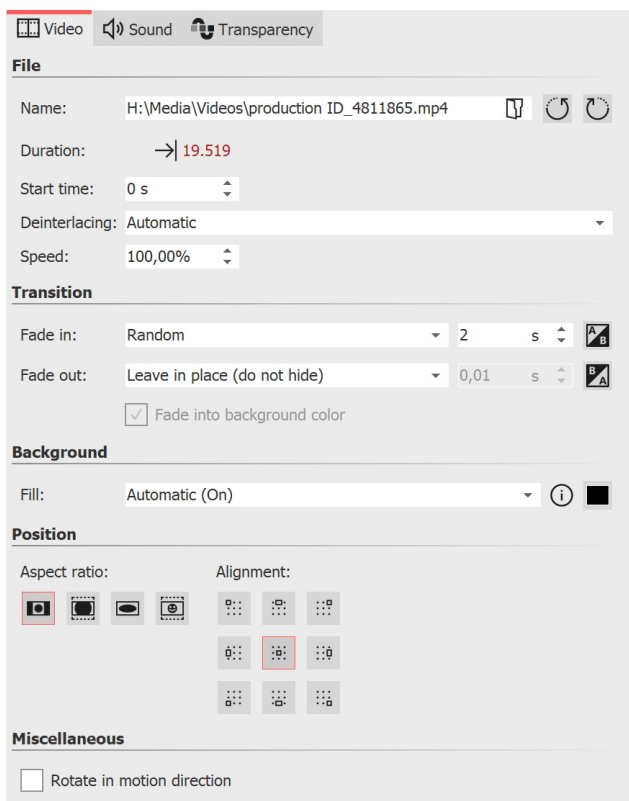 Video Sound Transparency
File
Name: H:\Media\Videos\production ID_4811865.mp4
Duration: 19.519
Start time: 0 s
Deinterlacing: Automatic
Speed: 100,00%
Transition
Fade in: Random 2 s A B
Fade out: Leave in place (do not hide) 0,01 s B A
Fade into background color
Background
Fill: Automatic (On) i
Position
Aspect ratio: Alignment:
Miscellaneous
Rotate in motion direction